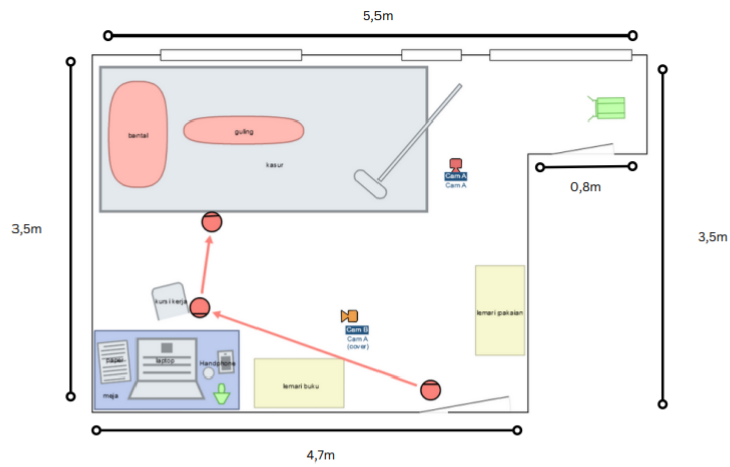 5,5m
bantal
guling
kasur
Cam A
Cam A
0,8m
3,5m
3,5m
kursi kerja
lemari pakaian
Cam B
Cam A
(cover)
paper
laptop
Handphone
lemari buku
meja
4,7m